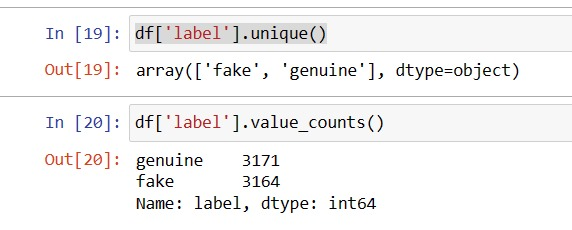 In [19]: df['label'].unique()
Out[19]: array(['fake', 'genuine'], dtype=object)
In [20]: df['label'].value_counts()
Out[20]: genuine    3171
fake       3164
Name: label, dtype: int64